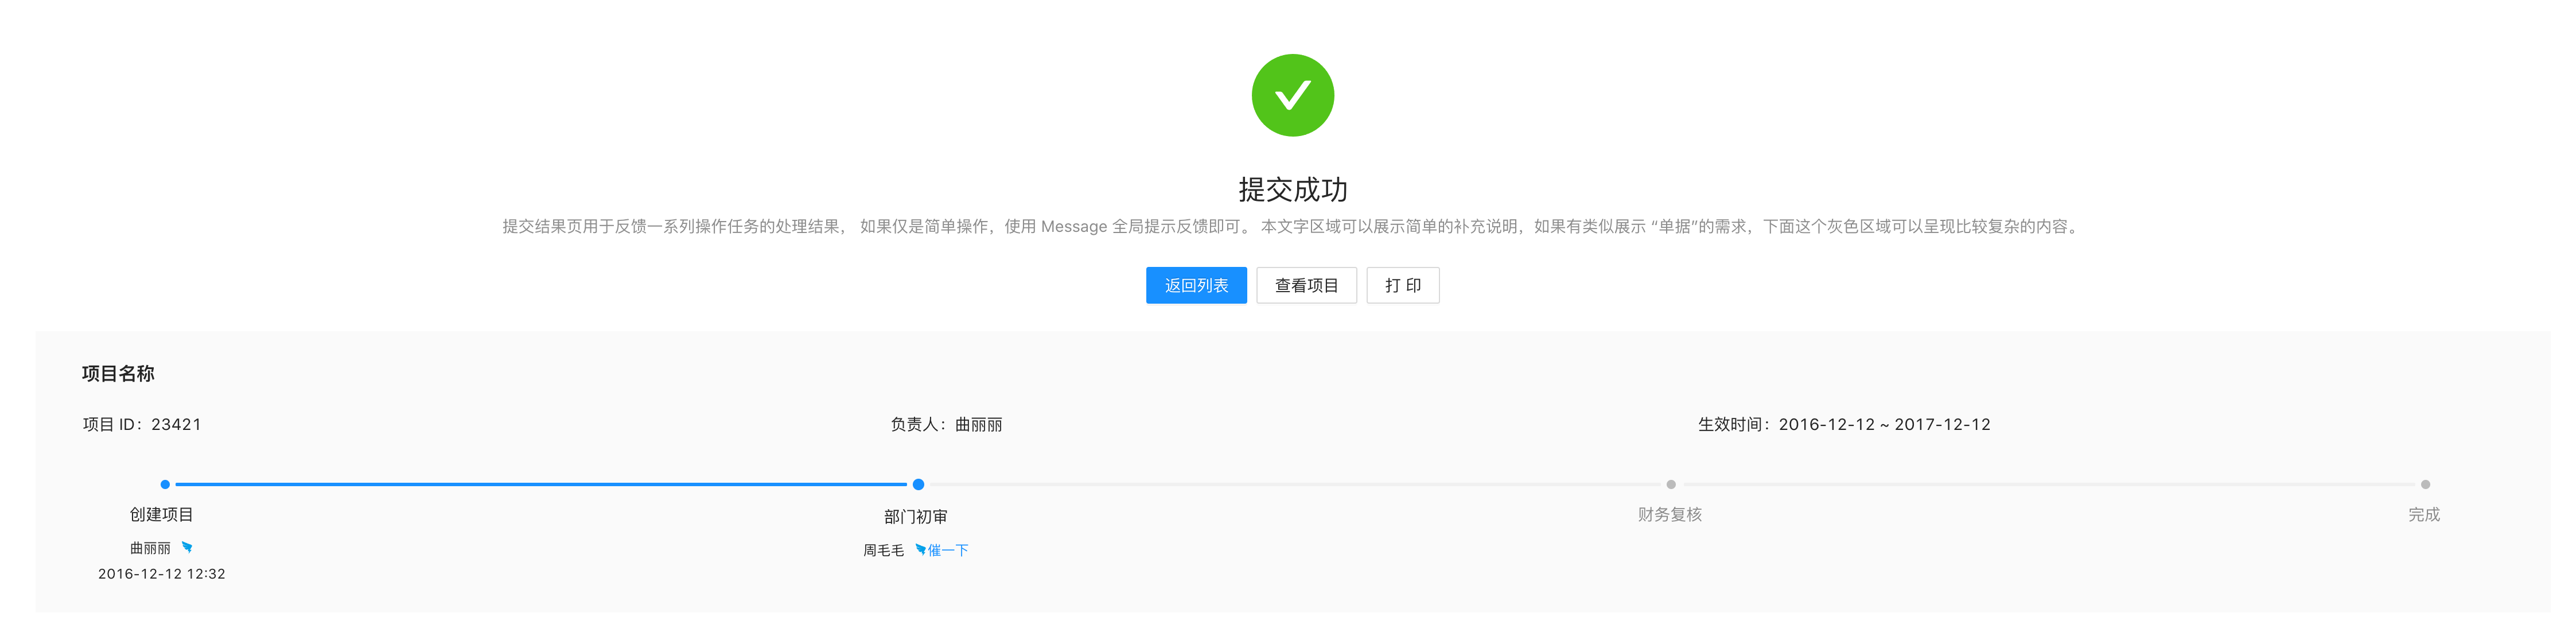 提交成功
提交结果页用于反馈一系列操作任务的处理结果， 如果仅是简单操作，使用 Message 全局提示反馈即可。 本文字区域可以展示简单的补充说明，如果有类似展示 “单据”的需求，下面这个灰色区域可以呈现比较复杂的内容。
返回列表 查看项目 打 印
项目名称
项目 ID：23421 负责人：曲丽丽 生效时间：2016-12-12 ~ 2017-12-12
创建项目 部门初审 财务复核 完成
曲丽丽 周毛毛 催一下
2016-12-12 12:32